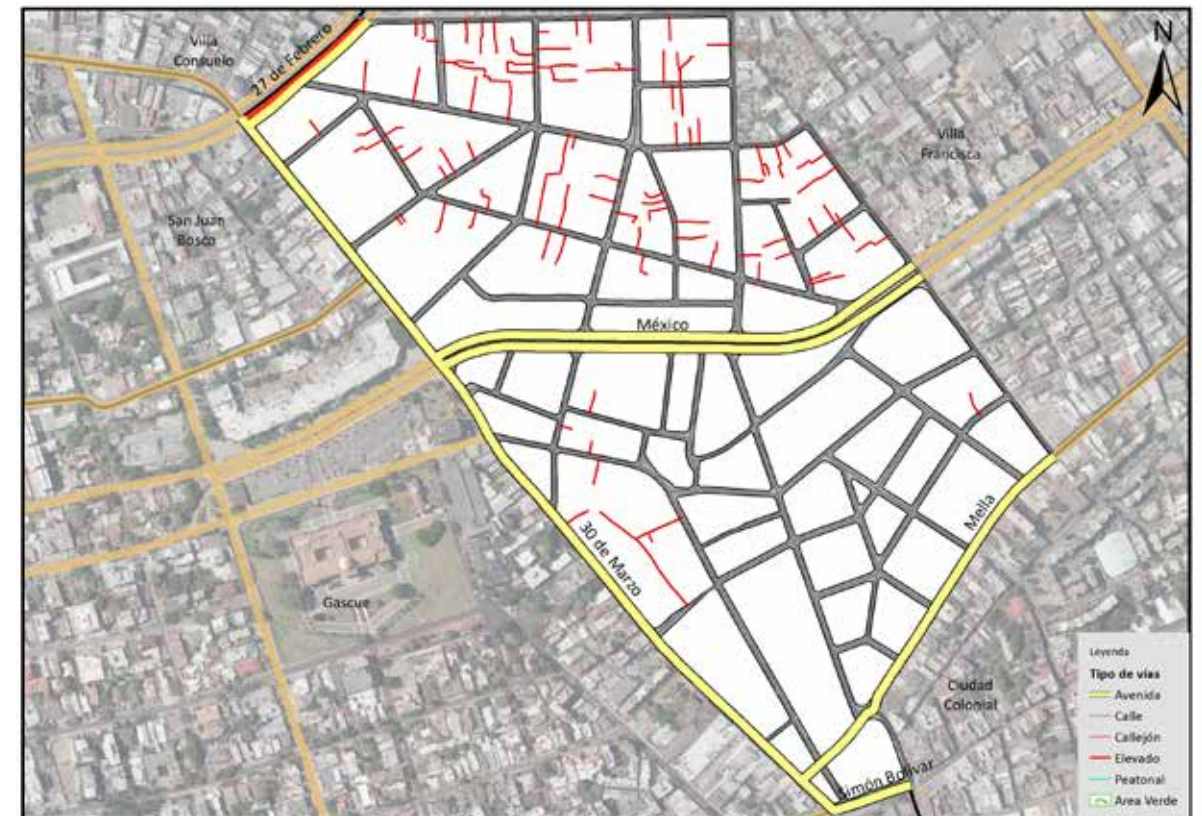 Villa
Consuelo
27 de Febrero
N
Villa
Francisca
San Juan
Bosco
México
Mella
30 de Marzo
Gascue
Ciudad
Colonial
Simón Bolívar
Leyenda
Tipo de vías
Avenida
Calle
Callejón
Elevado
Peatonal
Area Verde